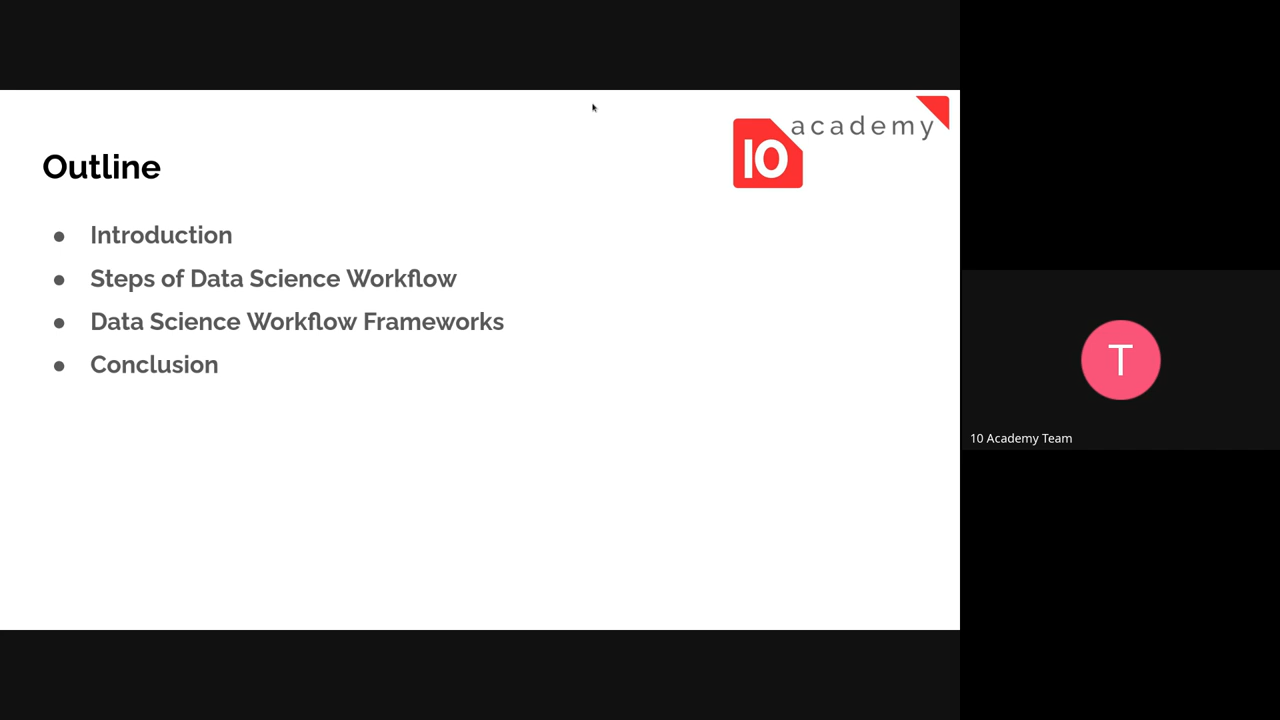 10 academy
Outline
● Introduction
● Steps of Data Science Workflow
● Data Science Workflow Frameworks
● Conclusion
T
10 Academy Team